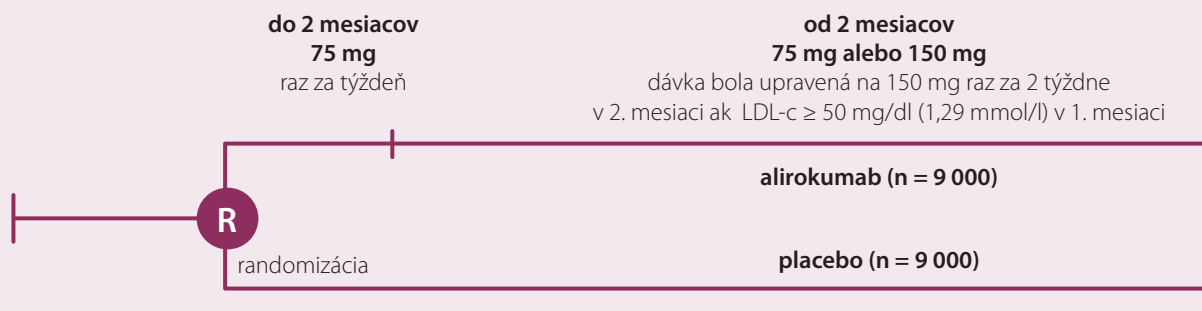 do 2 mesiacov
75 mg
raz za týždeň
od 2 mesiacov
75 mg alebo 150 mg
dávka bola upravená na 150 mg raz za 2 týždne
v 2. mesiaci ak LDL-c ≥ 50 mg/dl (1,29 mmol/l) v 1. mesiaci
alirokumab (n = 9 000)
R
randomizácia
placebo (n = 9 000)